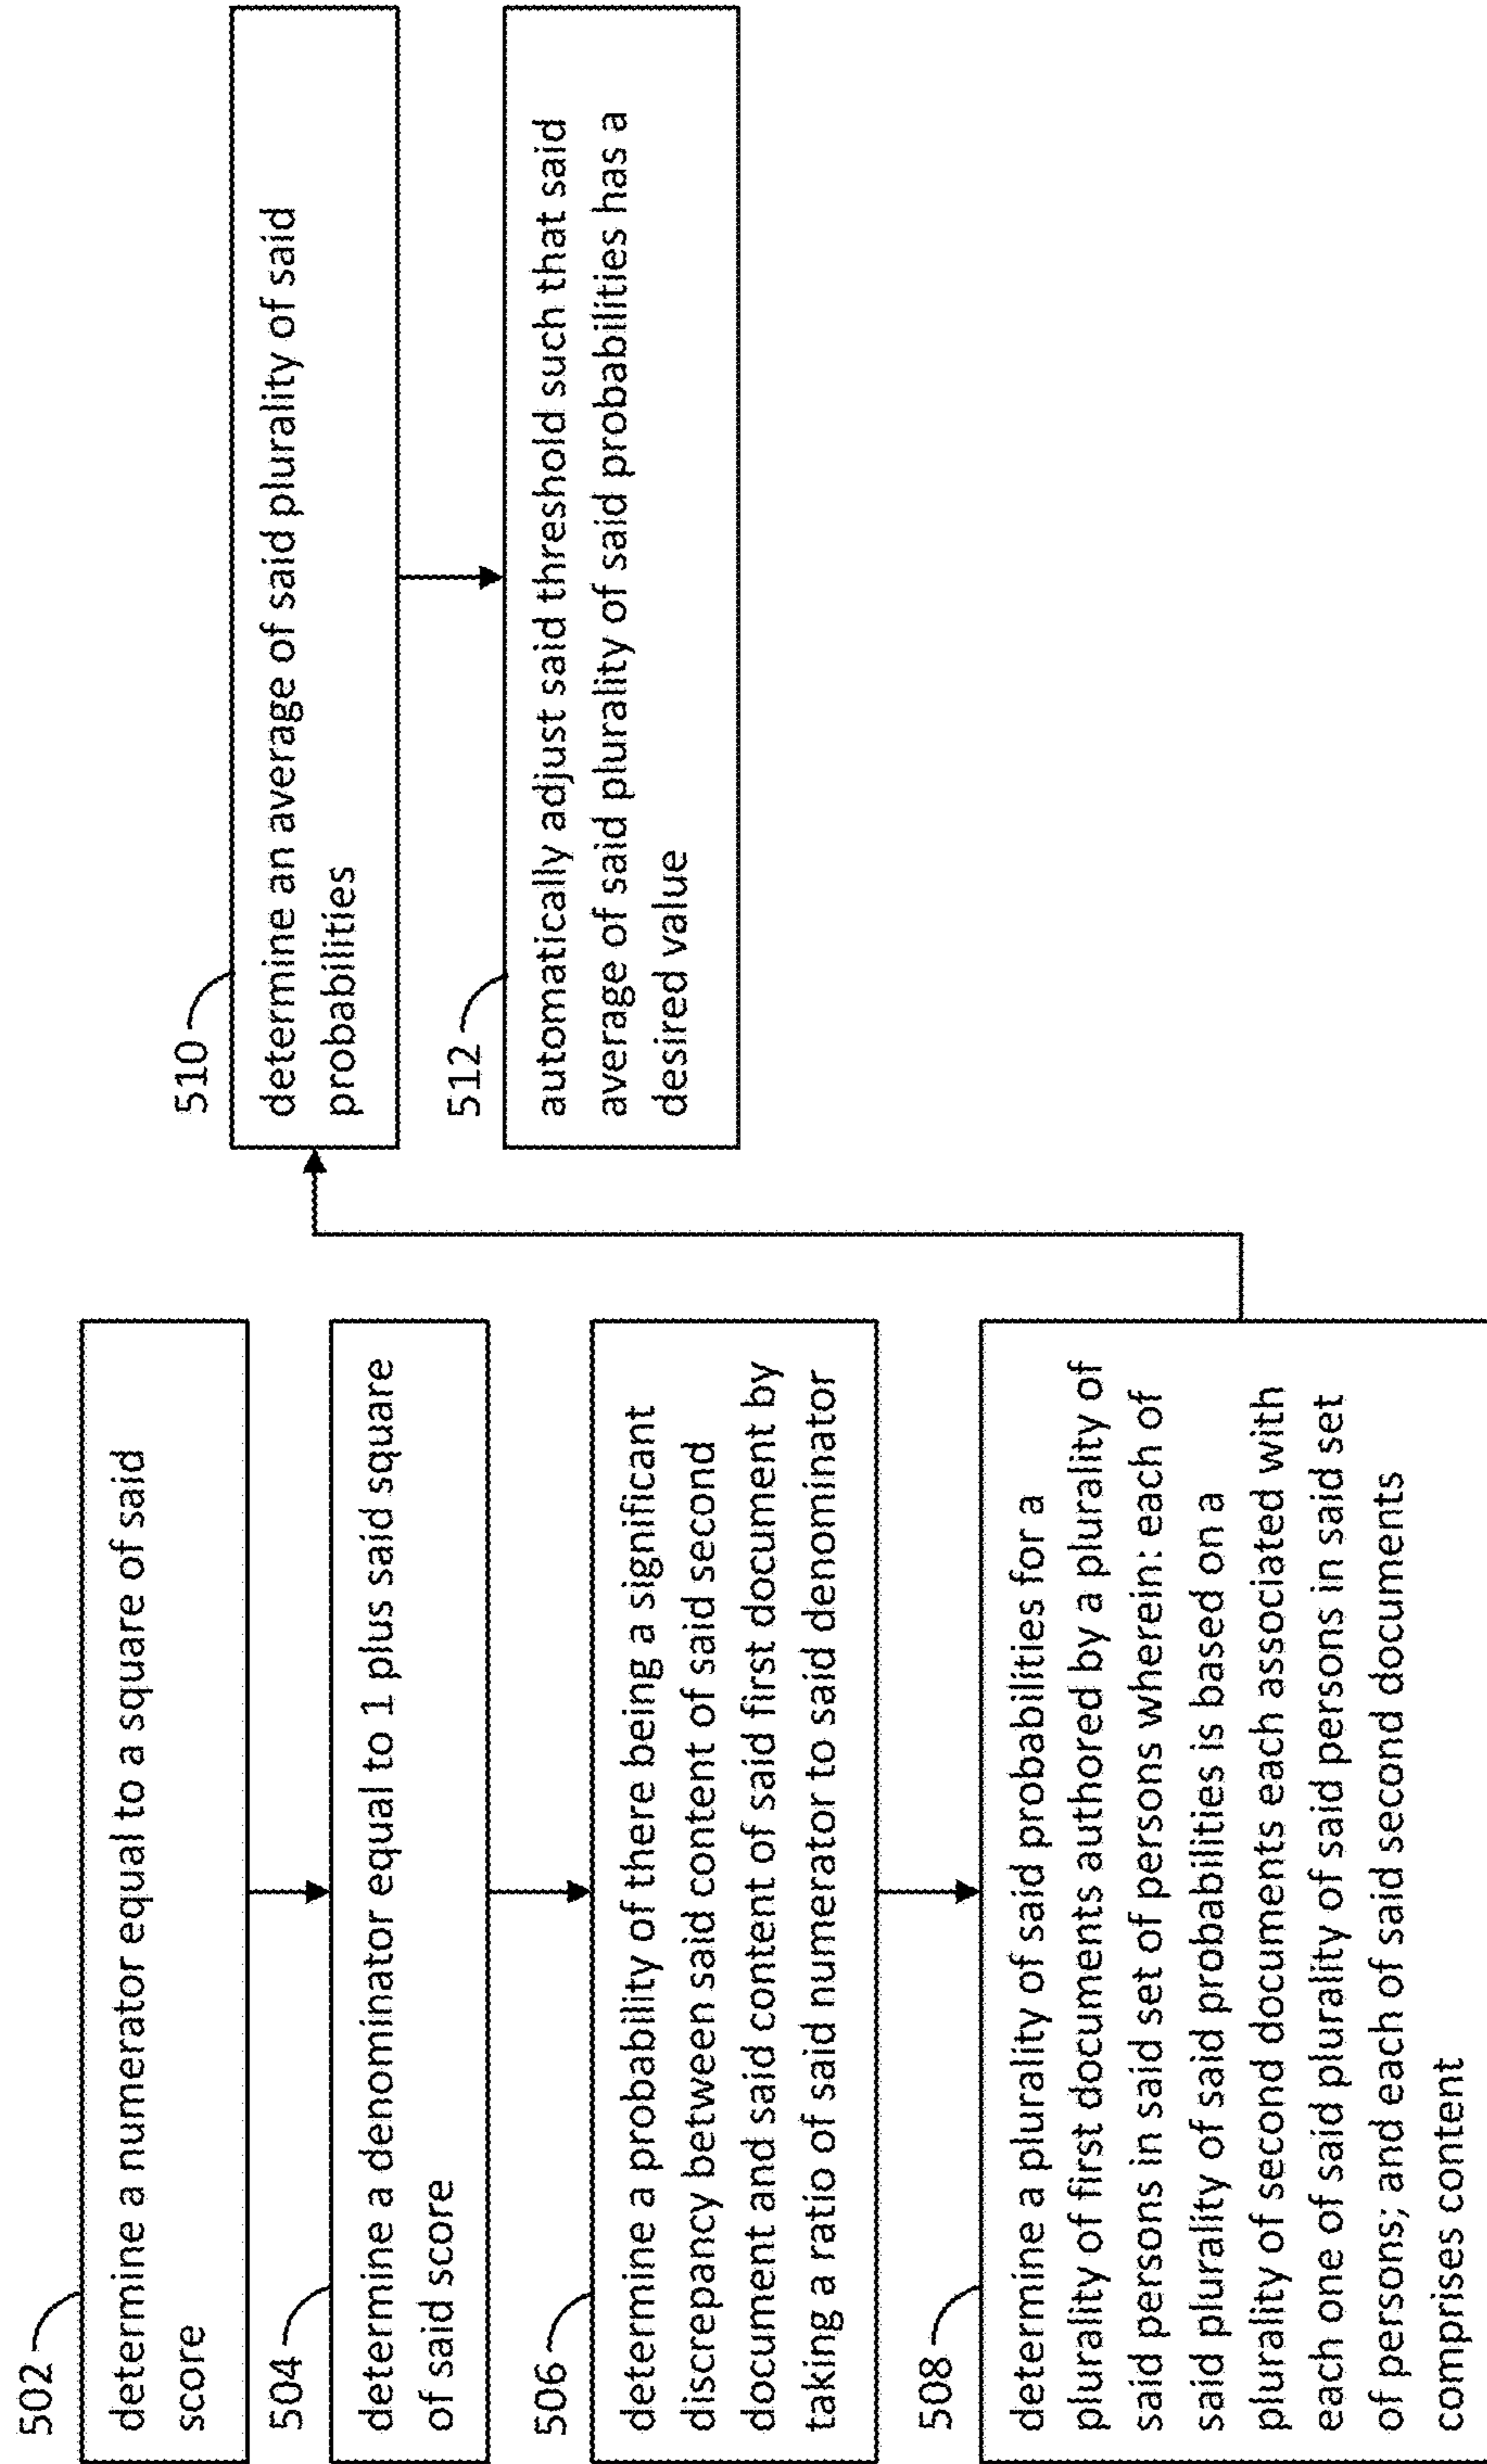 502
determine a numerator equal to a square of said
score
504
determine a denominator equal to 1 plus said square
of said score
506
determine a probability of there being a significant
discrepancy between said content of said second
document and said content of said first document by
taking a ratio of said numerator to said denominator
508
determine a plurality of said probabilities for a
plurality of first documents authored by a plurality of
said persons in said set of persons wherein: each of
said plurality of said probabilities is based on a
plurality of second documents each associated with
each one of said plurality of said persons in said set
of persons; and each of said second documents
comprises content
510
determine an average of said plurality of said
probabilities
512
automatically adjust said threshold such that said
average of said plurality of said probabilities has a
desired value